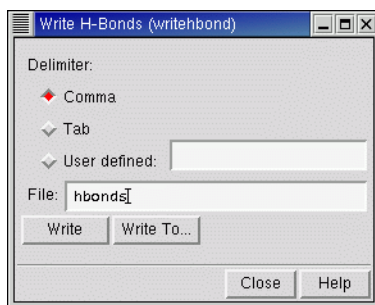 Write H-Bonds (writehbond)
Delimiter:
Comma
Tab
User defined:
File: hbonds
Write Write To...
Close Help